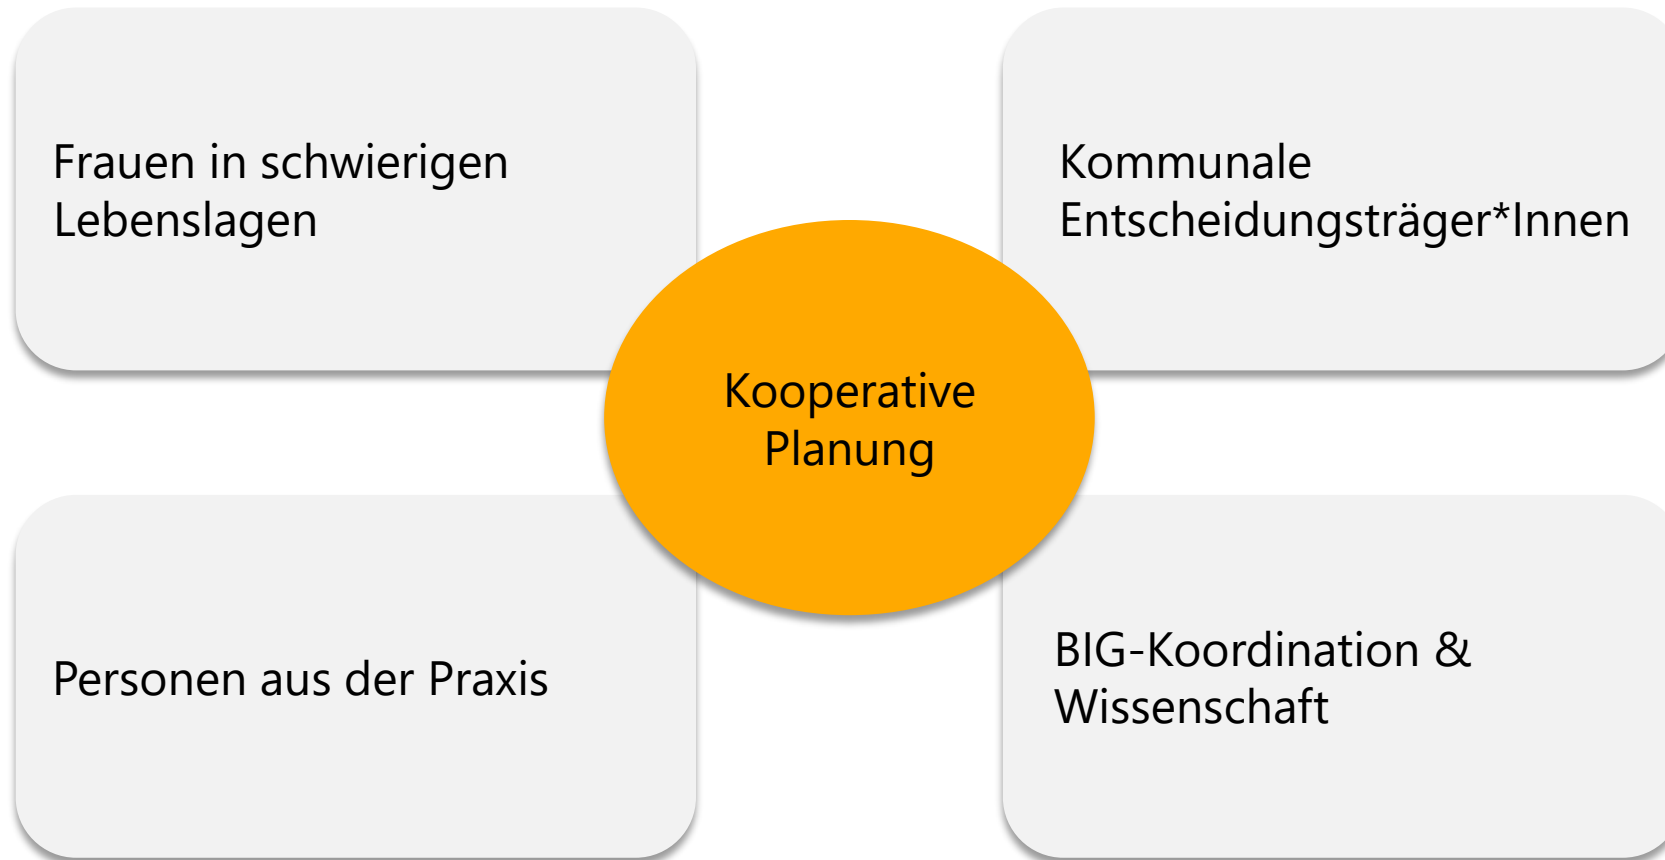 Frauen in schwierigen
Lebenslagen
Kommunale
Entscheidungsträger*Innen
Kooperative
Planung
Personen aus der Praxis
BIG-Koordination &
Wissenschaft